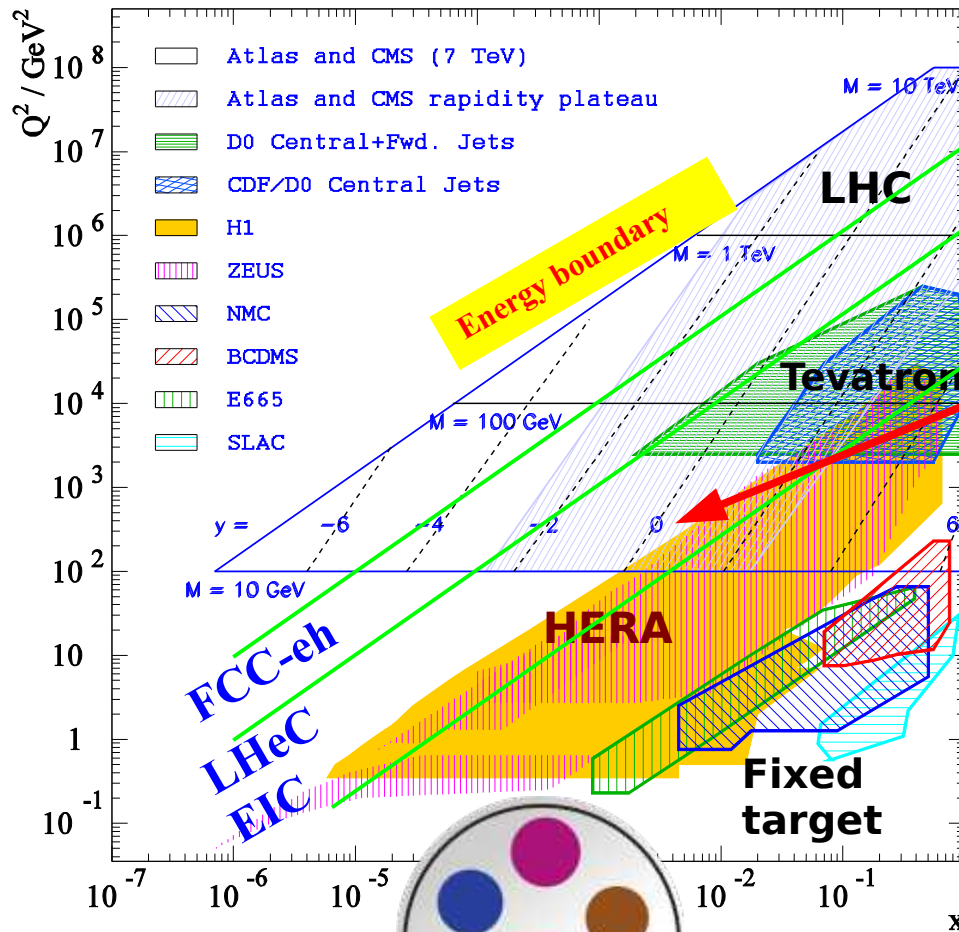 Q² / GeV²
10⁸
10⁷
10⁶
10⁵
10⁴
10³
10²
10
1
10⁻¹
Atlas and CMS (7 TeV)
Atlas and CMS rapidity plateau
D0 Central+Fwd. Jets
CDF/D0 Central Jets
H1
ZEUS
NMC
BCDMS
E665
SLAC
M = 10 TeV
LHC
Energy boundary
M = 1 TeV
Tevatron
M = 100 GeV
y = -6 -4 -2 0 6
M = 10 GeV
HERA
FCC-eh
LHeC
EIC
Fixed
target
10⁻⁷ 10⁻⁶ 10⁻⁵ 10⁻² 10⁻¹
x